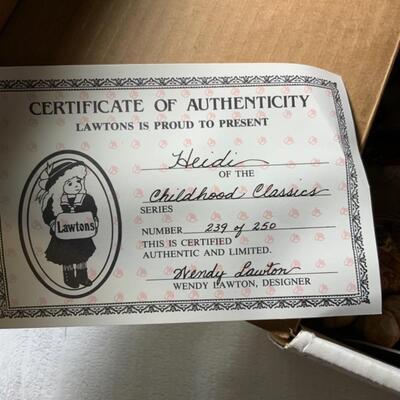 CERTIFICATE OF AUTHENTICITY
LAWTONS IS PROUD TO PRESENT
Heidi
OF THE
Childhood Classics
SERIES
NUMBER 239 of 250
THIS IS CERTIFIED
AUTHENTIC AND LIMITED.
Wendy Lawton
WENDY LAWTON, DESIGNER
Lawtons